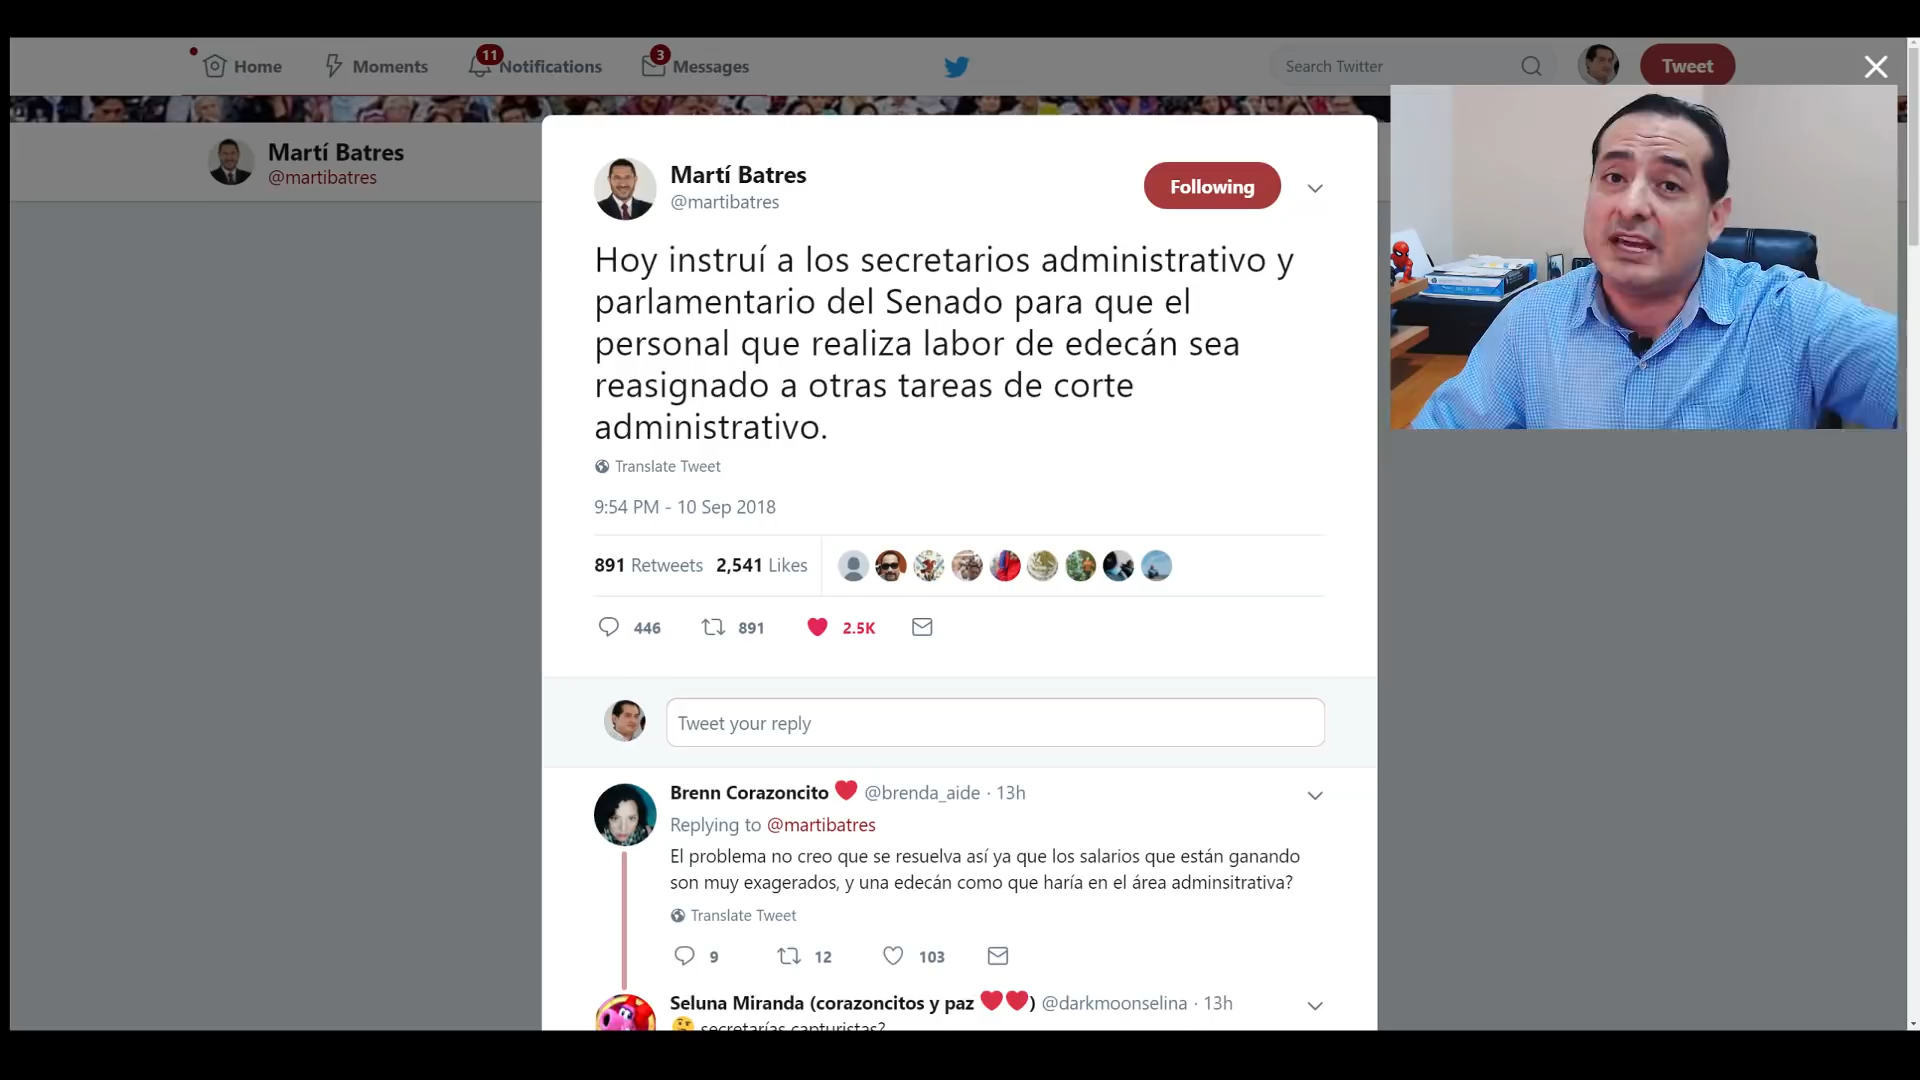 Home
Moments
11
Notifications
3
Messages
Search Twitter
Tweet
Martí Batres
@martibatres
Martí Batres
@martibatres
Following
Hoy instruí a los secretarios administrativo y
parlamentario del Senado para que el
personal que realiza labor de edecán sea
reasignado a otras tareas de corte
administrativo.
Translate Tweet
9:54 PM - 10 Sep 2018
891 Retweets 2,541 Likes
446 891 2.5K
Tweet your reply
Brenn Corazoncito ❤️ @brenda_aide · 13h
Replying to @martibatres
El problema no creo que se resuelva así ya que los salarios que están ganando
son muy exagerados, y una edecán como que haría en el área adminsitrativa?
Translate Tweet
9 12 103
Seluna Miranda (corazoncitos y paz ❤️❤️) @darkmoonselina · 13h
🤔 secretarías capturistas?